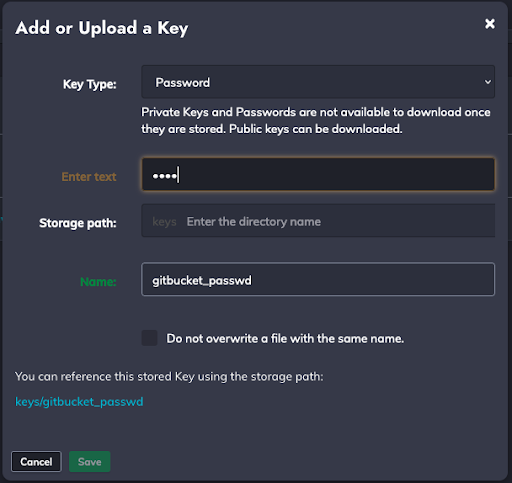 Add or Upload a Key
×
Key Type:
Password
Private Keys and Passwords are not available to download once
they are stored. Public keys can be downloaded.
Enter text
••••
Storage path:
keys Enter the directory name
Name:
gitbucket_passwd
Do not overwrite a file with the same name.
You can reference this stored Key using the storage path:
keys/gitbucket_passwd
Cancel Save